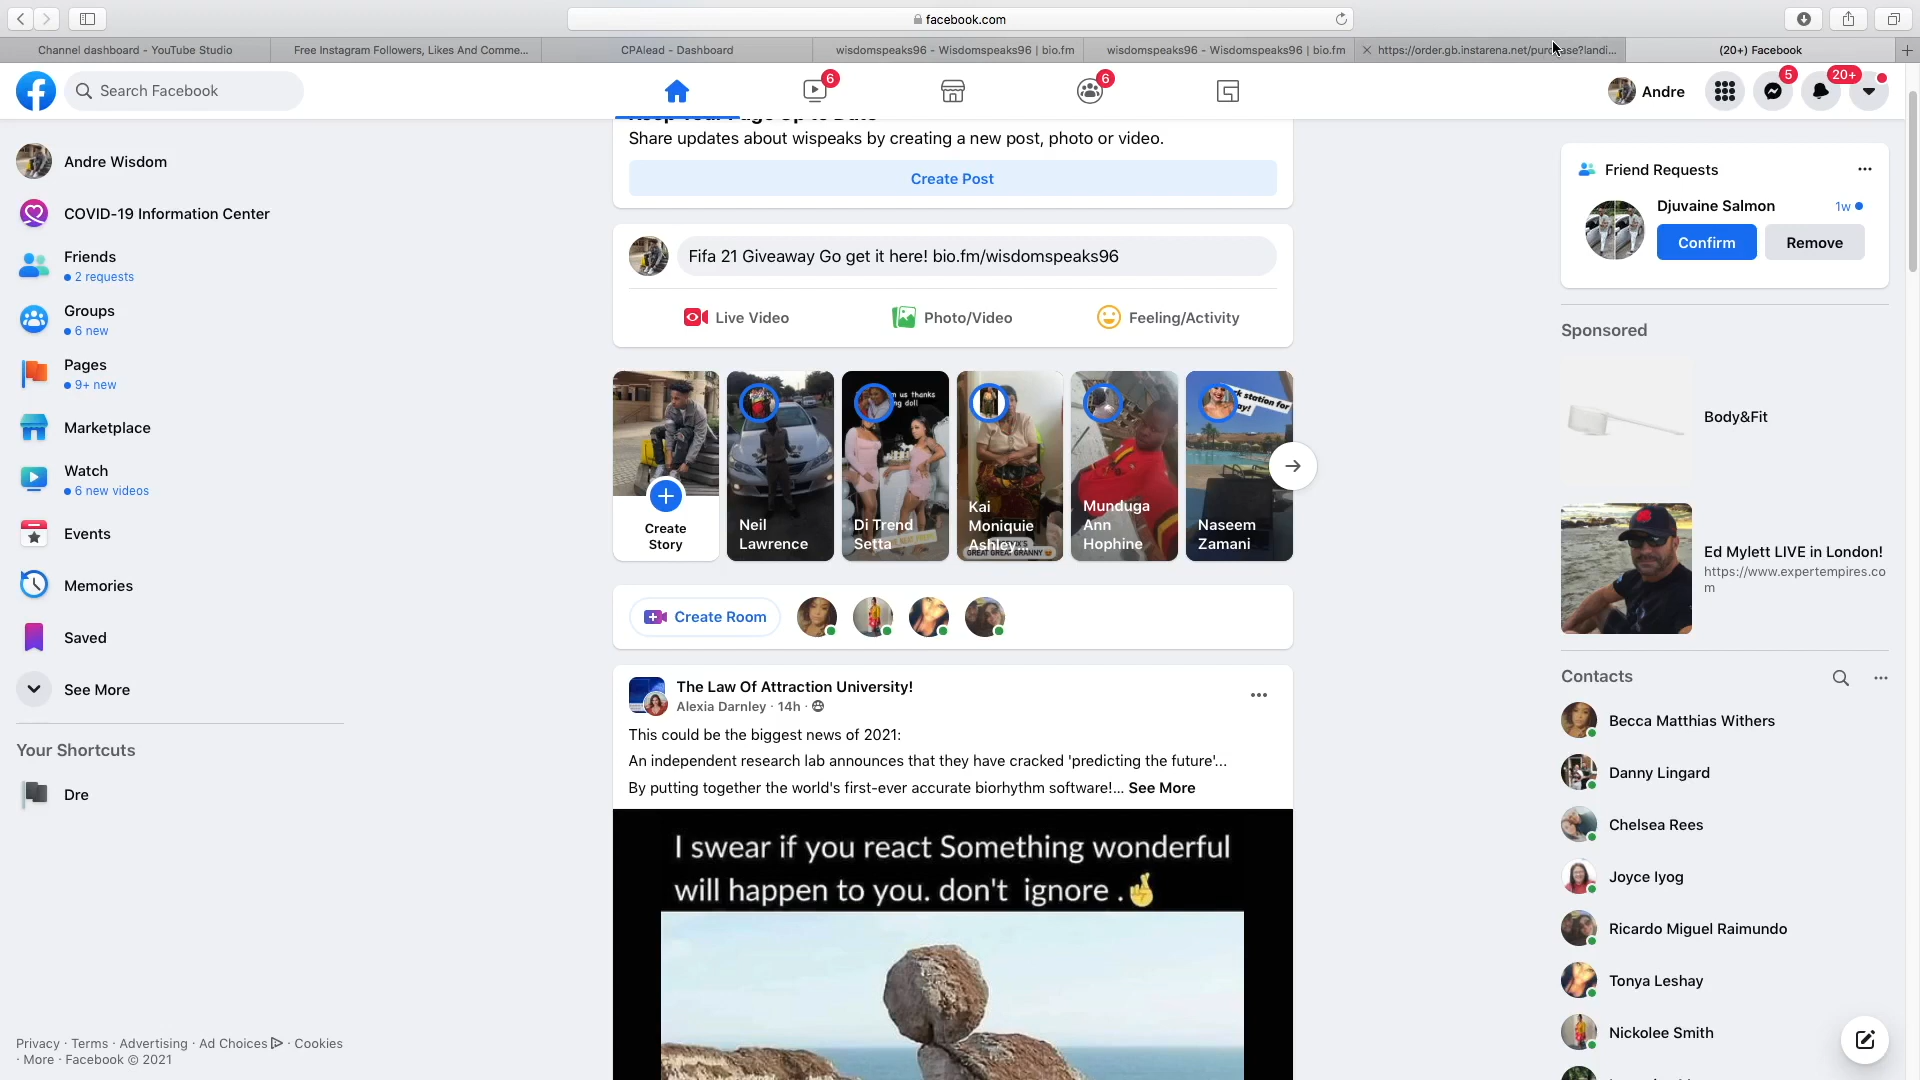 facebook.com
Channel dashboard - YouTube Studio
Free Instagram Followers, Likes And Comme...
CPAlead - Dashboard
wisdomspeaks96 - Wisdomspeaks96 | bio.fm
wisdomspeaks96 - Wisdomspeaks96 | bio.fm
(20+) Facebook
Search Facebook
6
6
Andre
5
20+
Andre Wisdom
COVID-19 Information Center
Friends
2 requests
Groups
6 new
Pages
9+ new
Marketplace
Watch
6 new videos
Events
Memories
Saved
See More
Your Shortcuts
Dre
Privacy · Terms · Advertising · Ad Choices · Cookies
· More · Facebook © 2021
Share updates about wispeaks by creating a new post, photo or video.
Create Post
Fifa 21 Giveaway Go get it here! bio.fm/wisdomspeaks96
Live Video
Photo/Video
Feeling/Activity
Create
Story
Neil
Lawrence
Di Trend
Setta
Kai
Moniquie
Ashley
GREAT GREAT GRANNY
Munduga
Ann
Hophine
Naseem
Zamani
Create Room
The Law Of Attraction University!
Alexia Darnley · 14h ·
This could be the biggest news of 2021:
An independent research lab announces that they have cracked 'predicting the future'...
By putting together the world's first-ever accurate biorhythm software!... See More
I swear if you react Something wonderful
will happen to you. don't ignore .
Friend Requests
Djuvaine Salmon
1w
Confirm
Remove
Sponsored
Body&Fit
Ed Mylett LIVE in London!
https://www.expertempires.co
m
Contacts
Becca Matthias Withers
Danny Lingard
Chelsea Rees
Joyce Iyog
Ricardo Miguel Raimundo
Tonya Leshay
Nickolee Smith